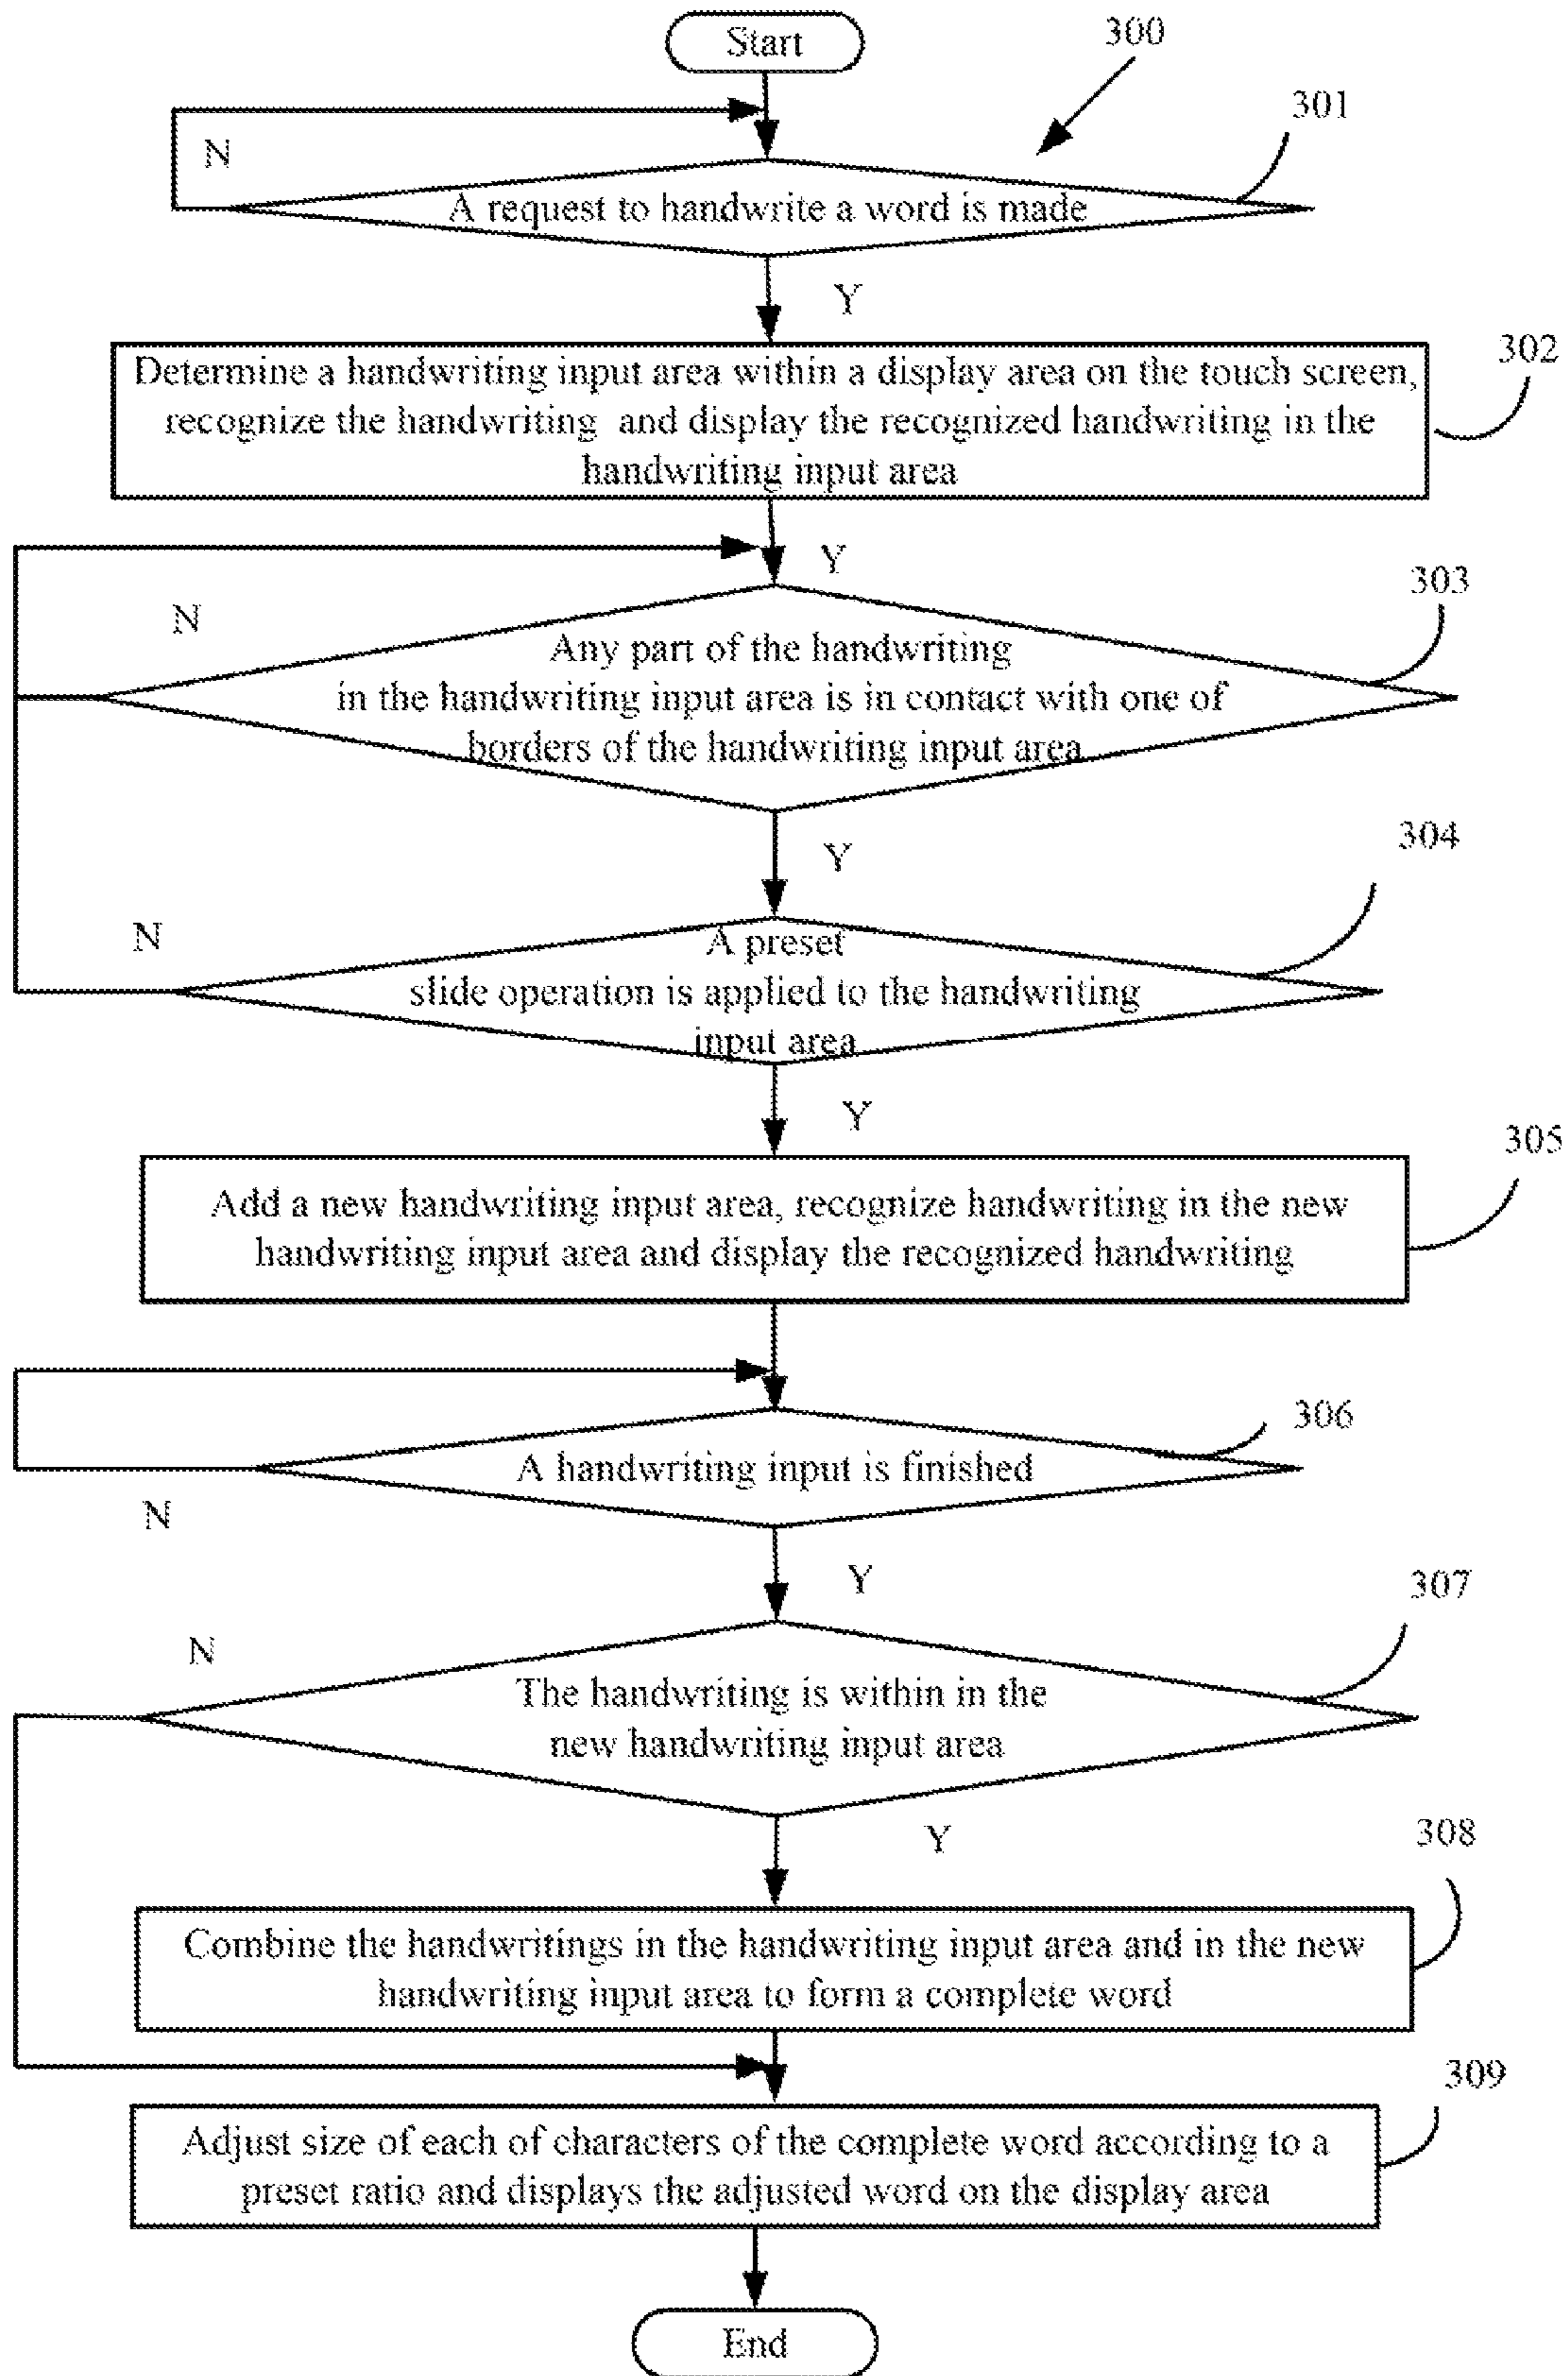 Start
300
301
N
A request to handwrite a word is made
Y
302
Determine a handwriting input area within a display area on the touch screen,
recognize the handwriting and display the recognized handwriting in the
handwriting input area
Y
303
N
Any part of the handwriting
in the handwriting input area is in contact with one of
borders of the handwriting input area
Y
304
N
A preset
slide operation is applied to the handwriting
input area
Y
305
Add a new handwriting input area, recognize handwriting in the new
handwriting input area and display the recognized handwriting
306
A handwriting input is finished
N
Y
307
N
The handwriting is within in the
new handwriting input area
Y
308
Combine the handwritings in the handwriting input area and in the new
handwriting input area to form a complete word
309
Adjust size of each of characters of the complete word according to a
preset ratio and displays the adjusted word on the display area
End